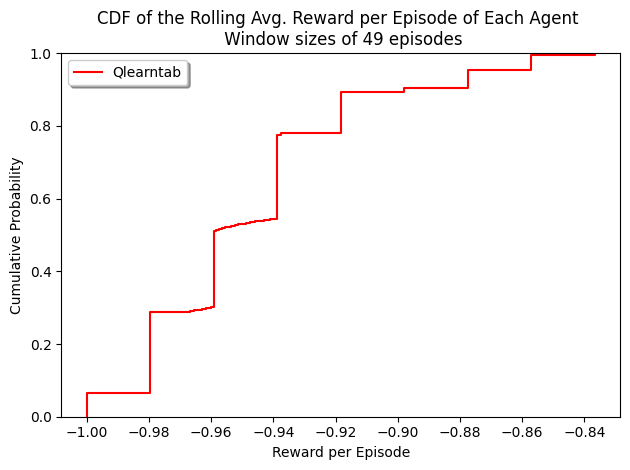 CDF of the Rolling Avg. Reward per Episode of Each Agent
Window sizes of 49 episodes
Qlearntab
1.0
0.8
0.6
0.4
0.2
0.0
Cumulative Probability
−1.00 −0.98 −0.96 −0.94 −0.92 −0.90 −0.88 −0.86 −0.84
Reward per Episode